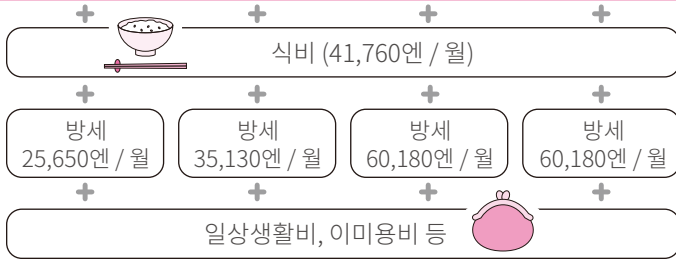 식비 (41,760엔 / 월)
방세
25,650엔 / 월
방세
35,130엔 / 월
방세
60,180엔 / 월
방세
60,180엔 / 월
일상생활비, 이미용비 등